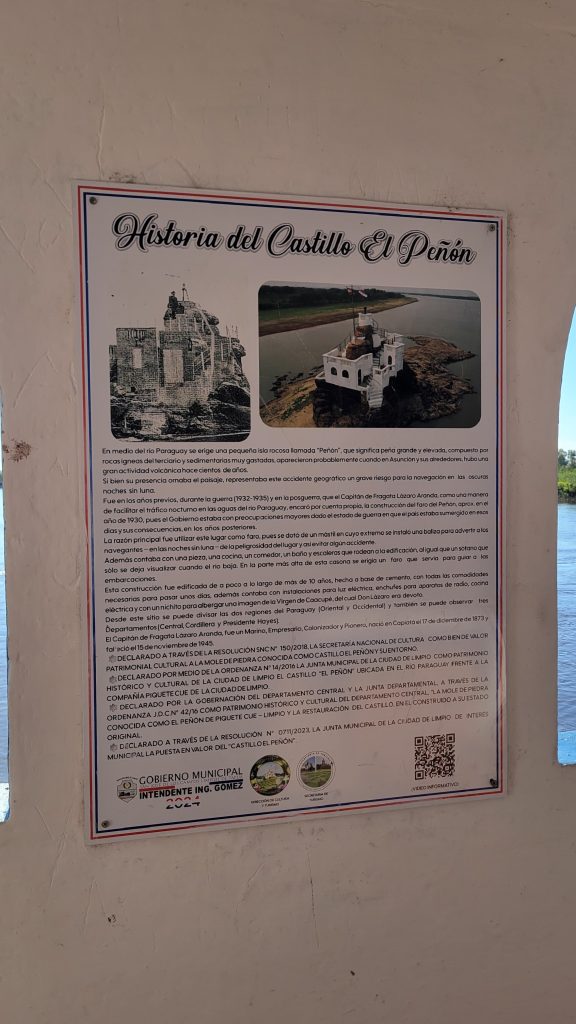 Historia del Castillo El Peñón
En medio del río Paraguay se erige una pequeña isla rocosa llamada "Peñón", que significa peña grande y elevada, compuesto por
rocas ígneas del terciario y sedimentarias muy gastadas, aparecieron probablemente cuando en Asunción y sus alrededores, hubo una
gran actividad volcánica hace cientos de años.
Si bien su presencia ornaba el paisaje, representaba este accidente geográfico un grave riesgo para la navegación en las oscuras
noches sin luna.
Fue en los años previos, durante la guerra (1932-1935) y en la posguerra, que el Capitán de Fragata Lázaro Aranda, como una manera
de facilitar el tráfico nocturno en las aguas del río Paraguay, encaró por cuenta propia, la construcción del faro del Peñón, aprox. en el
año de 1930, pues el Gobierno estaba con preocupaciones mayores dado el estado de guerra en que el país estaba sumergido en esos
días y sus consecuencias, en los años posteriores.
La razón principal fue utilizar este lugar como faro, pues se dotó de un mástil en cuyo extremo se instaló una baliza para advertir a los
navegantes – en las noches sin luna – de la peligrosidad del lugar y así evitar algún accidente.
Además contaba con una pieza, una cocina, un comedor, un baño y escaleras que rodean a la edificación, al igual que un sótano que
sólo se deja visualizar cuando el río baja. En la parte más alta de esta casona se erigía un faro que servía para guiar a las
embarcaciones.
Esta construcción fue edificada de a poco a lo largo de más de 10 años, hecha a base de cemento, con todas las comodidades
necesarias para pasar unos días, además contaba con instalaciones para luz eléctrica, enchufes para aparatos de radio, cocina
eléctrica y con un nichito para albergar una imagen de la Virgen de Caacupé, del cual Don Lázaro era devoto.
Desde este sitio se puede divisar las dos regiones del Paraguay (Oriental y Occidental) y también se puede observar tres
Departamentos (Central, Cordillera y Presidente Hayes).
El Capitán de Fragata Lázaro Aranda, fue un Marino, Empresario, Colonizador y Pionero, nació en Capiatá el 17 de diciembre de 1873 y
falleció el 15 de noviembre de 1945.
DECLARADO A TRAVÉS DE LA RESOLUCIÓN SNC N° 150/2018, LA SECRETARÍA NACIONAL DE CULTURA COMO BIEN DE VALOR
PATRIMONIAL CULTURAL A LA MOLE DE PIEDRA CONOCIDA COMO CASTILLO EL PEÑÓN Y SU ENTORNO.
DECLARADO POR MEDIO DE LA ORDENANZA N° 14/2016 LA JUNTA MUNICIPAL DE LA CIUDAD DE LIMPIO COMO PATRIMONIO
HISTÓRICO Y CULTURAL DE LA CIUDAD DE LIMPIO EL CASTILLO "EL PEÑÓN" UBICADA EN EL RIO PARAGUAY FRENTE A LA
COMPAÑÍA PIQUETE CUE DE LA CIUDAD DE LIMPIO.
DECLARADO POR LA GOBERNACIÓN DEL DEPARTAMENTO CENTRAL Y LA JUNTA DEPARTAMENTAL, A TRAVÉS DE LA
ORDENANZA J.D.C N° 42/16 COMO PATRIMONIO HISTÓRICO Y CULTURAL DEL DEPARTAMENTO CENTRAL, "LA MOLE DE PIEDRA
CONOCIDA COMO EL PEÑÓN DE PIQUETE CUE – LIMPIO Y LA RESTAURACIÓN DEL CASTILLO, EN EL CONSTRUIDO A SU ESTADO
ORIGINAL.
DECLARADO A TRAVÉS DE LA RESOLUCIÓN N° 0711/2023, LA JUNTA MUNICIPAL DE LA CIUDAD DE LIMPIO DE INTERÉS
MUNICIPAL LA PUESTA EN VALOR DEL "CASTILLO EL PEÑÓN".
GOBIERNO MUNICIPAL
INTENDENTE ING. GOMEZ
2024
DIRECCIÓN DE CULTURA
Y TURISMO
SECRETARÍA DE
TURISMO
¡VIDEO INFORMATIVO!